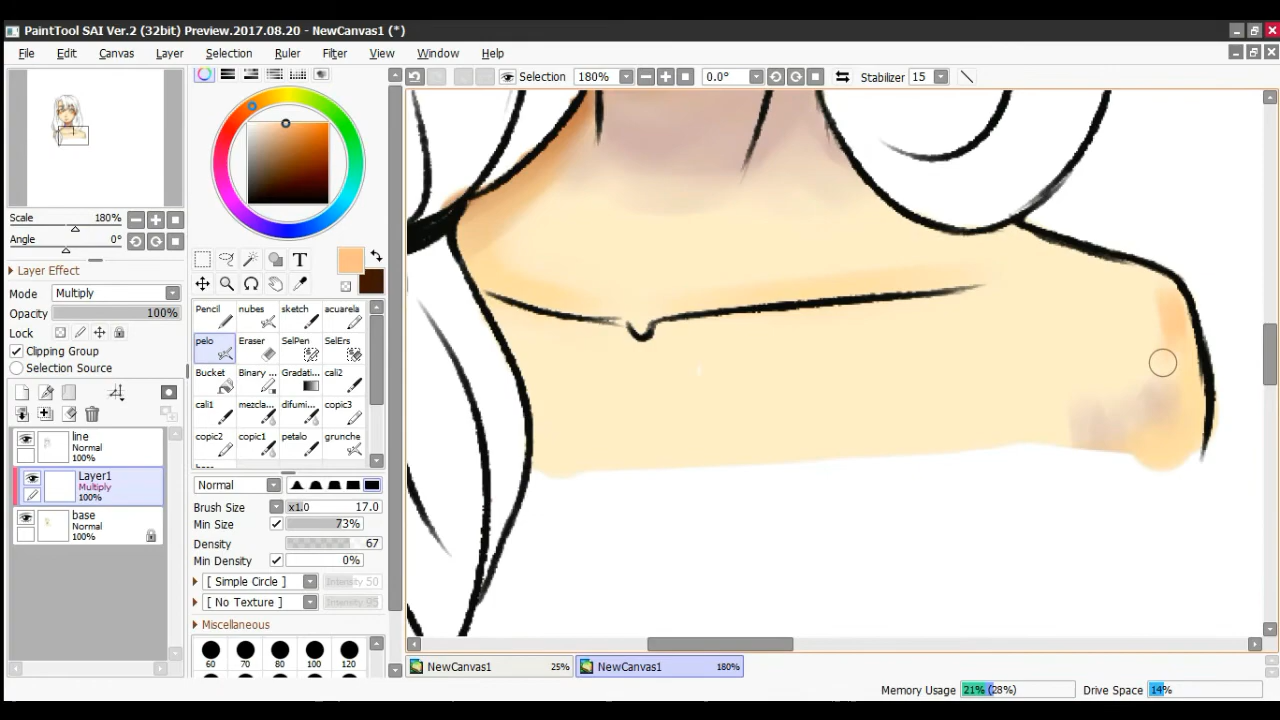 PaintTool SAI Ver.2 (32bit) Preview.2017.08.20 - NewCanvas1 (*)
File Edit Canvas Layer Selection Ruler Filter View Window Help
Selection 180% 0.0° Stabilizer 15
Scale 180%
Angle 0°
Layer Effect
Mode Multiply
Opacity 100%
Lock
Clipping Group
Selection Source
line
Normal
100%
Layer1
Multiply
100%
base
Normal
100%
T
Pencil nubes sketch acuarela
pelo Eraser SelPen SelErs
Bucket Binary ... Gradati... cali2
cali1 mezcla... difumi... copic3
copic2 copic1 petalo grunche
Normal
Brush Size x1.0 17.0
Min Size 73%
Density 67
Min Density 0%
[ Simple Circle ] Intensity 50
[ No Texture ] Intensity 95
Miscellaneous
60 70 80 100 120
NewCanvas1 25% NewCanvas1 180%
Memory Usage 21% (28%) Drive Space 14%